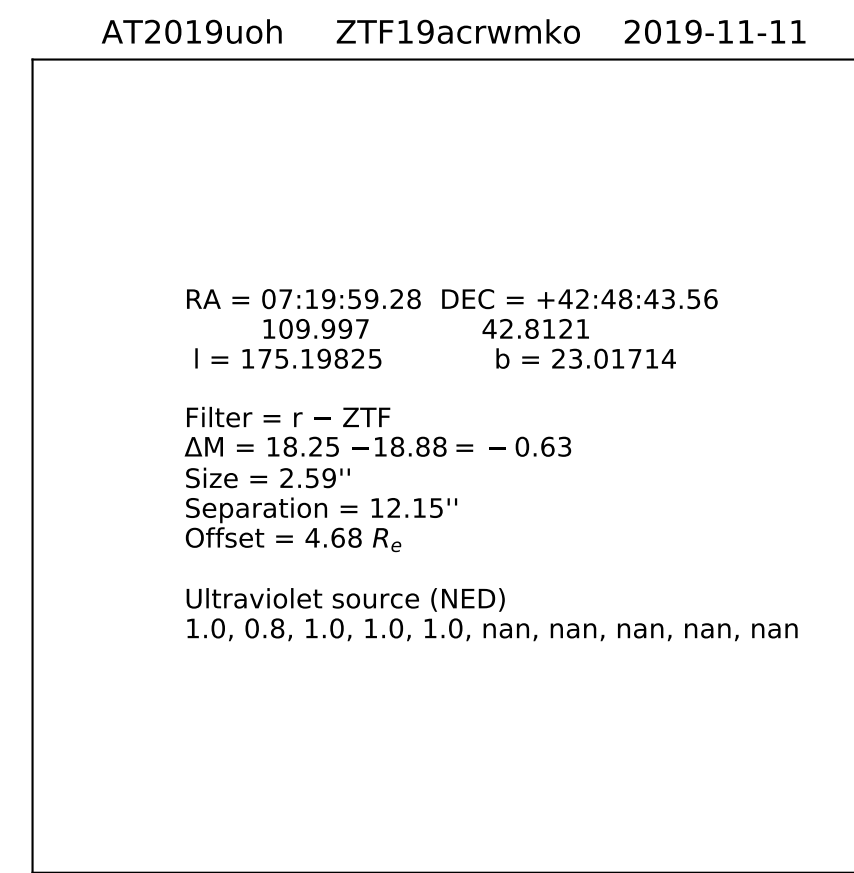 AT2019uoh ZTF19acrwmko 2019-11-11
RA = 07:19:59.28 DEC = +42:48:43.56
109.997 42.8121
l = 175.19825 b = 23.01714
Filter = r − ZTF
ΔM = 18.25 −18.88 = − 0.63
Size = 2.59''
Separation = 12.15''
Offset = 4.68 Re
Ultraviolet source (NED)
1.0, 0.8, 1.0, 1.0, 1.0, nan, nan, nan, nan, nan